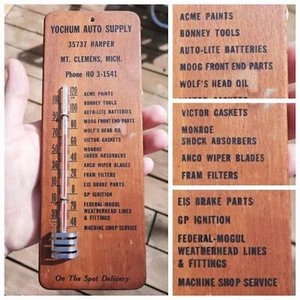 YOCHUM AUTO SUPPLY
35737 HARPER
MT. CLEMENS, MICH.
Phone HO 3-1541
120
ACME PAINTS
BONNEY TOOLS
AUTO-LITE BATTERIES
MOOG FRONT END PARTS
WOLF'S HEAD OIL
VICTOR GASKETS
MONROE
SHOCK ABSORBERS
ANCO WIPER BLADES
FRAM FILTERS
EIS BRAKE PARTS
GP IGNITION
FEDERAL-MOGUL
WEATHERHEAD LINES
& FITTINGS
MACHINE SHOP SERVICE
On The Spot Delivery
ACME PAINTS
BONNEY TOOLS
AUTO-LITE BATTERIES
MOOG FRONT END PARTS
WOLF'S HEAD OIL
VICTOR GASKETS
MONROE
SHOCK ABSORBERS
ANCO WIPER BLADES
FRAM FILTERS
EIS BRAKE PARTS
GP IGNITION
FEDERAL-MOGUL
WEATHERHEAD LINES
& FITTINGS
MACHINE SHOP SERVICE